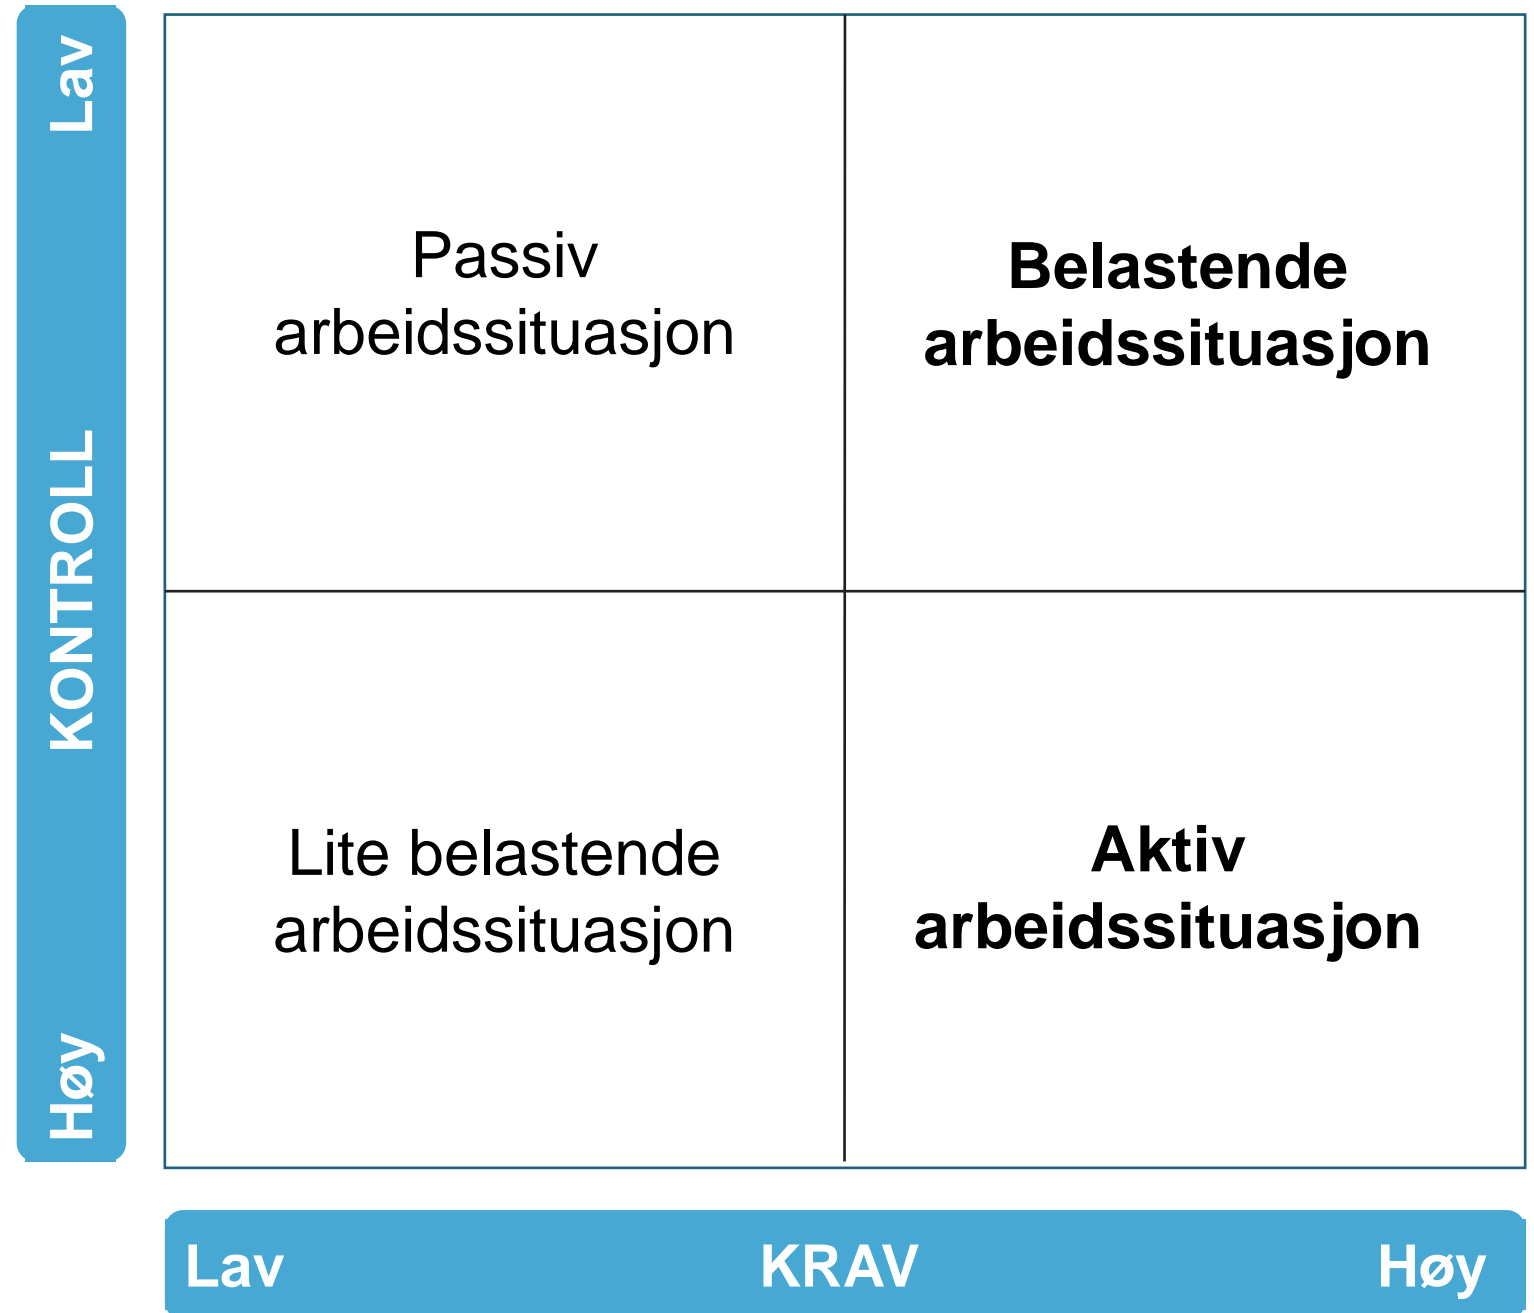 Lav
KONTROLL
Høy
Passiv
arbeidssituasjon
Belastende
arbeidssituasjon
Lite belastende
arbeidssituasjon
Aktiv
arbeidssituasjon
Lav KRAV Høy